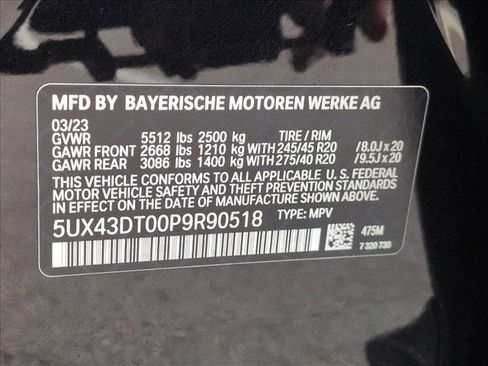 MFD BY BAYERISCHE MOTOREN WERKE AG
03/23
GVWR 5512 lbs 2500 kg TIRE / RIM
GAWR FRONT 2668 lbs 1210 kg WITH 245/45 R20 /8.0J x 20
GAWR REAR 3086 lbs 1400 kg WITH 275/40 R20 /9.5J x 20
THIS VEHICLE CONFORMS TO ALL APPLICABLE U. S. FEDERAL
MOTOR VEHICLE SAFETY STANDARDS IN EFFECT ON THE DATE
OF MANUFACTURE SHOWN ABOVE.
5UX43DT00P9R90518 TYPE: MPV
475M
7 320 730